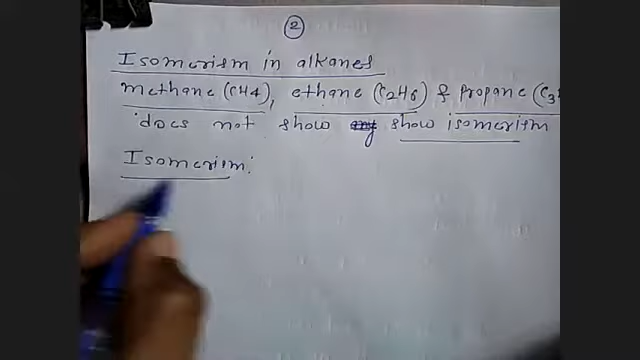 2
Isomerism in alkanes
methane (CH4), ethane (C2H6) & propane (C3
does not show show isomerism
Isomerism: